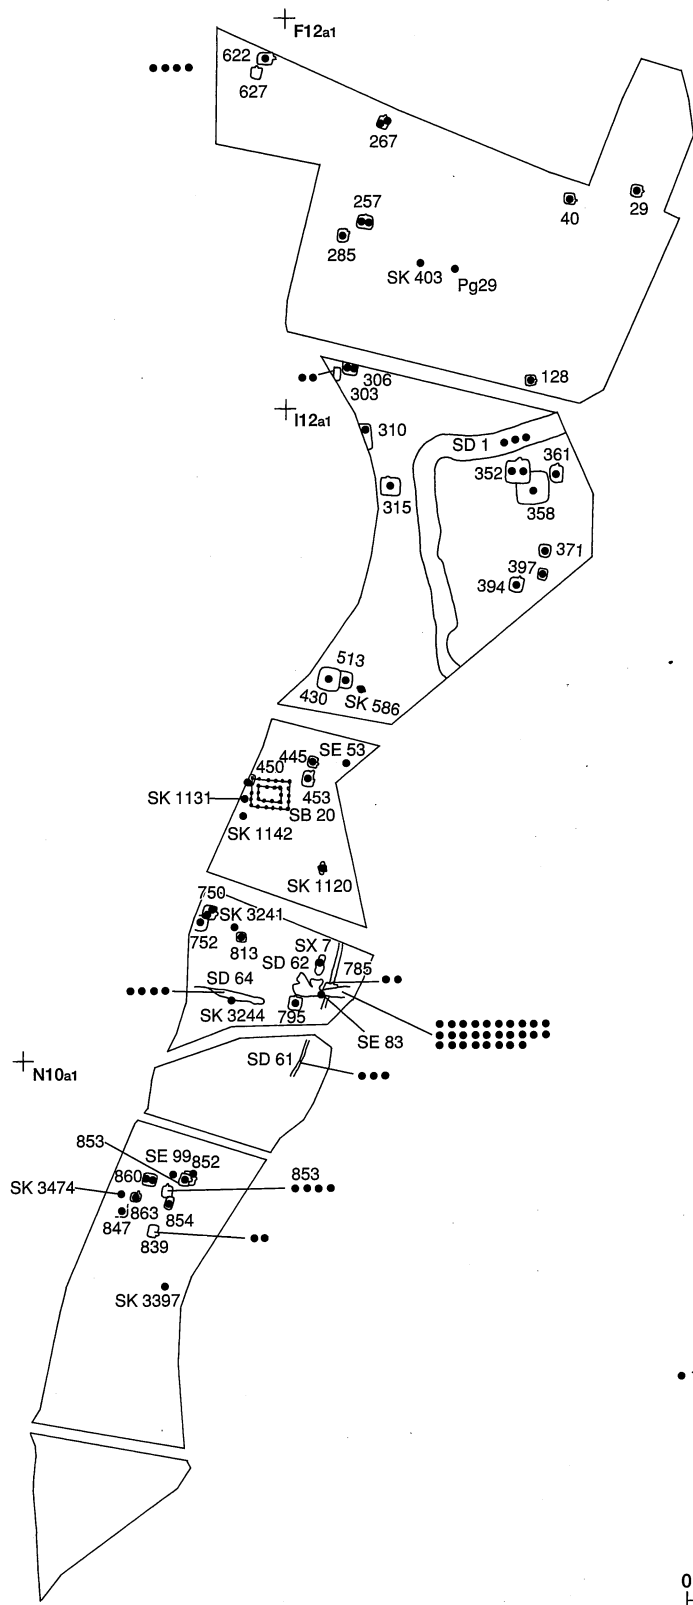 F12a1
622
627
267
29
40
257
285
SK 403
Pg29
128
306
303
I12a1
310
SD 1
361
352
315
358
371
397
394
513
430
SK 586
SE 53
445
450
SK 1131
453
SB 20
SK 1142
SK 1120
750
SK 3241
752
813
SX 7
SD 62
785
SD 64
SK 3244
795
SE 83
SD 61
N10a1
853
SE 99
852
860
853
SK 3474
863
854
847
839
SK 3397
0